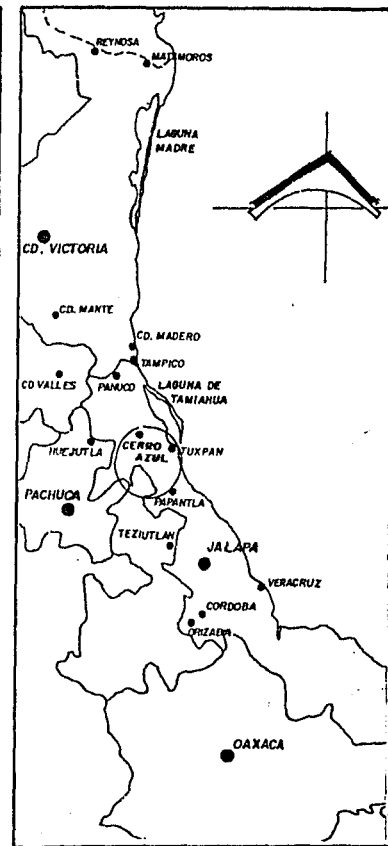 REYNOSA
MATAMOROS
LAGUNA
MADRE
CD. VICTORIA
CD. MANTE
CD. MADERO
TAMPICO
CD VALLES
PANUCO
LAGUNA DE
TAMIAHUA
HUEJUTLA
CERRO
AZUL
TUXPAN
PACHUCA
PAPANTLA
TEZIUTLAN
JALAPA
VERACRUZ
CORDOBA
ORIZADA
OAXACA